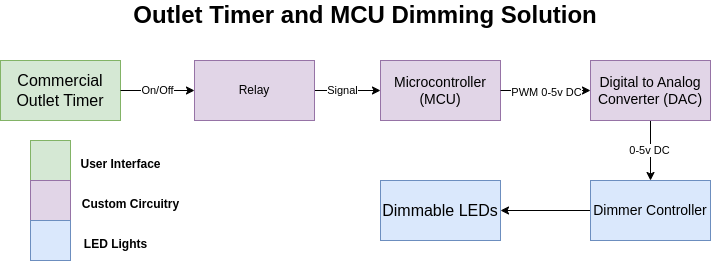 Outlet Timer and MCU Dimming Solution
Commercial
Outlet Timer
On/Off
Relay
Signal
Microcontroller
(MCU)
PWM 0-5v DC
Digital to Analog
Converter (DAC)
0-5v DC
Dimmer Controller
Dimmable LEDs
User Interface
Custom Circuitry
LED Lights